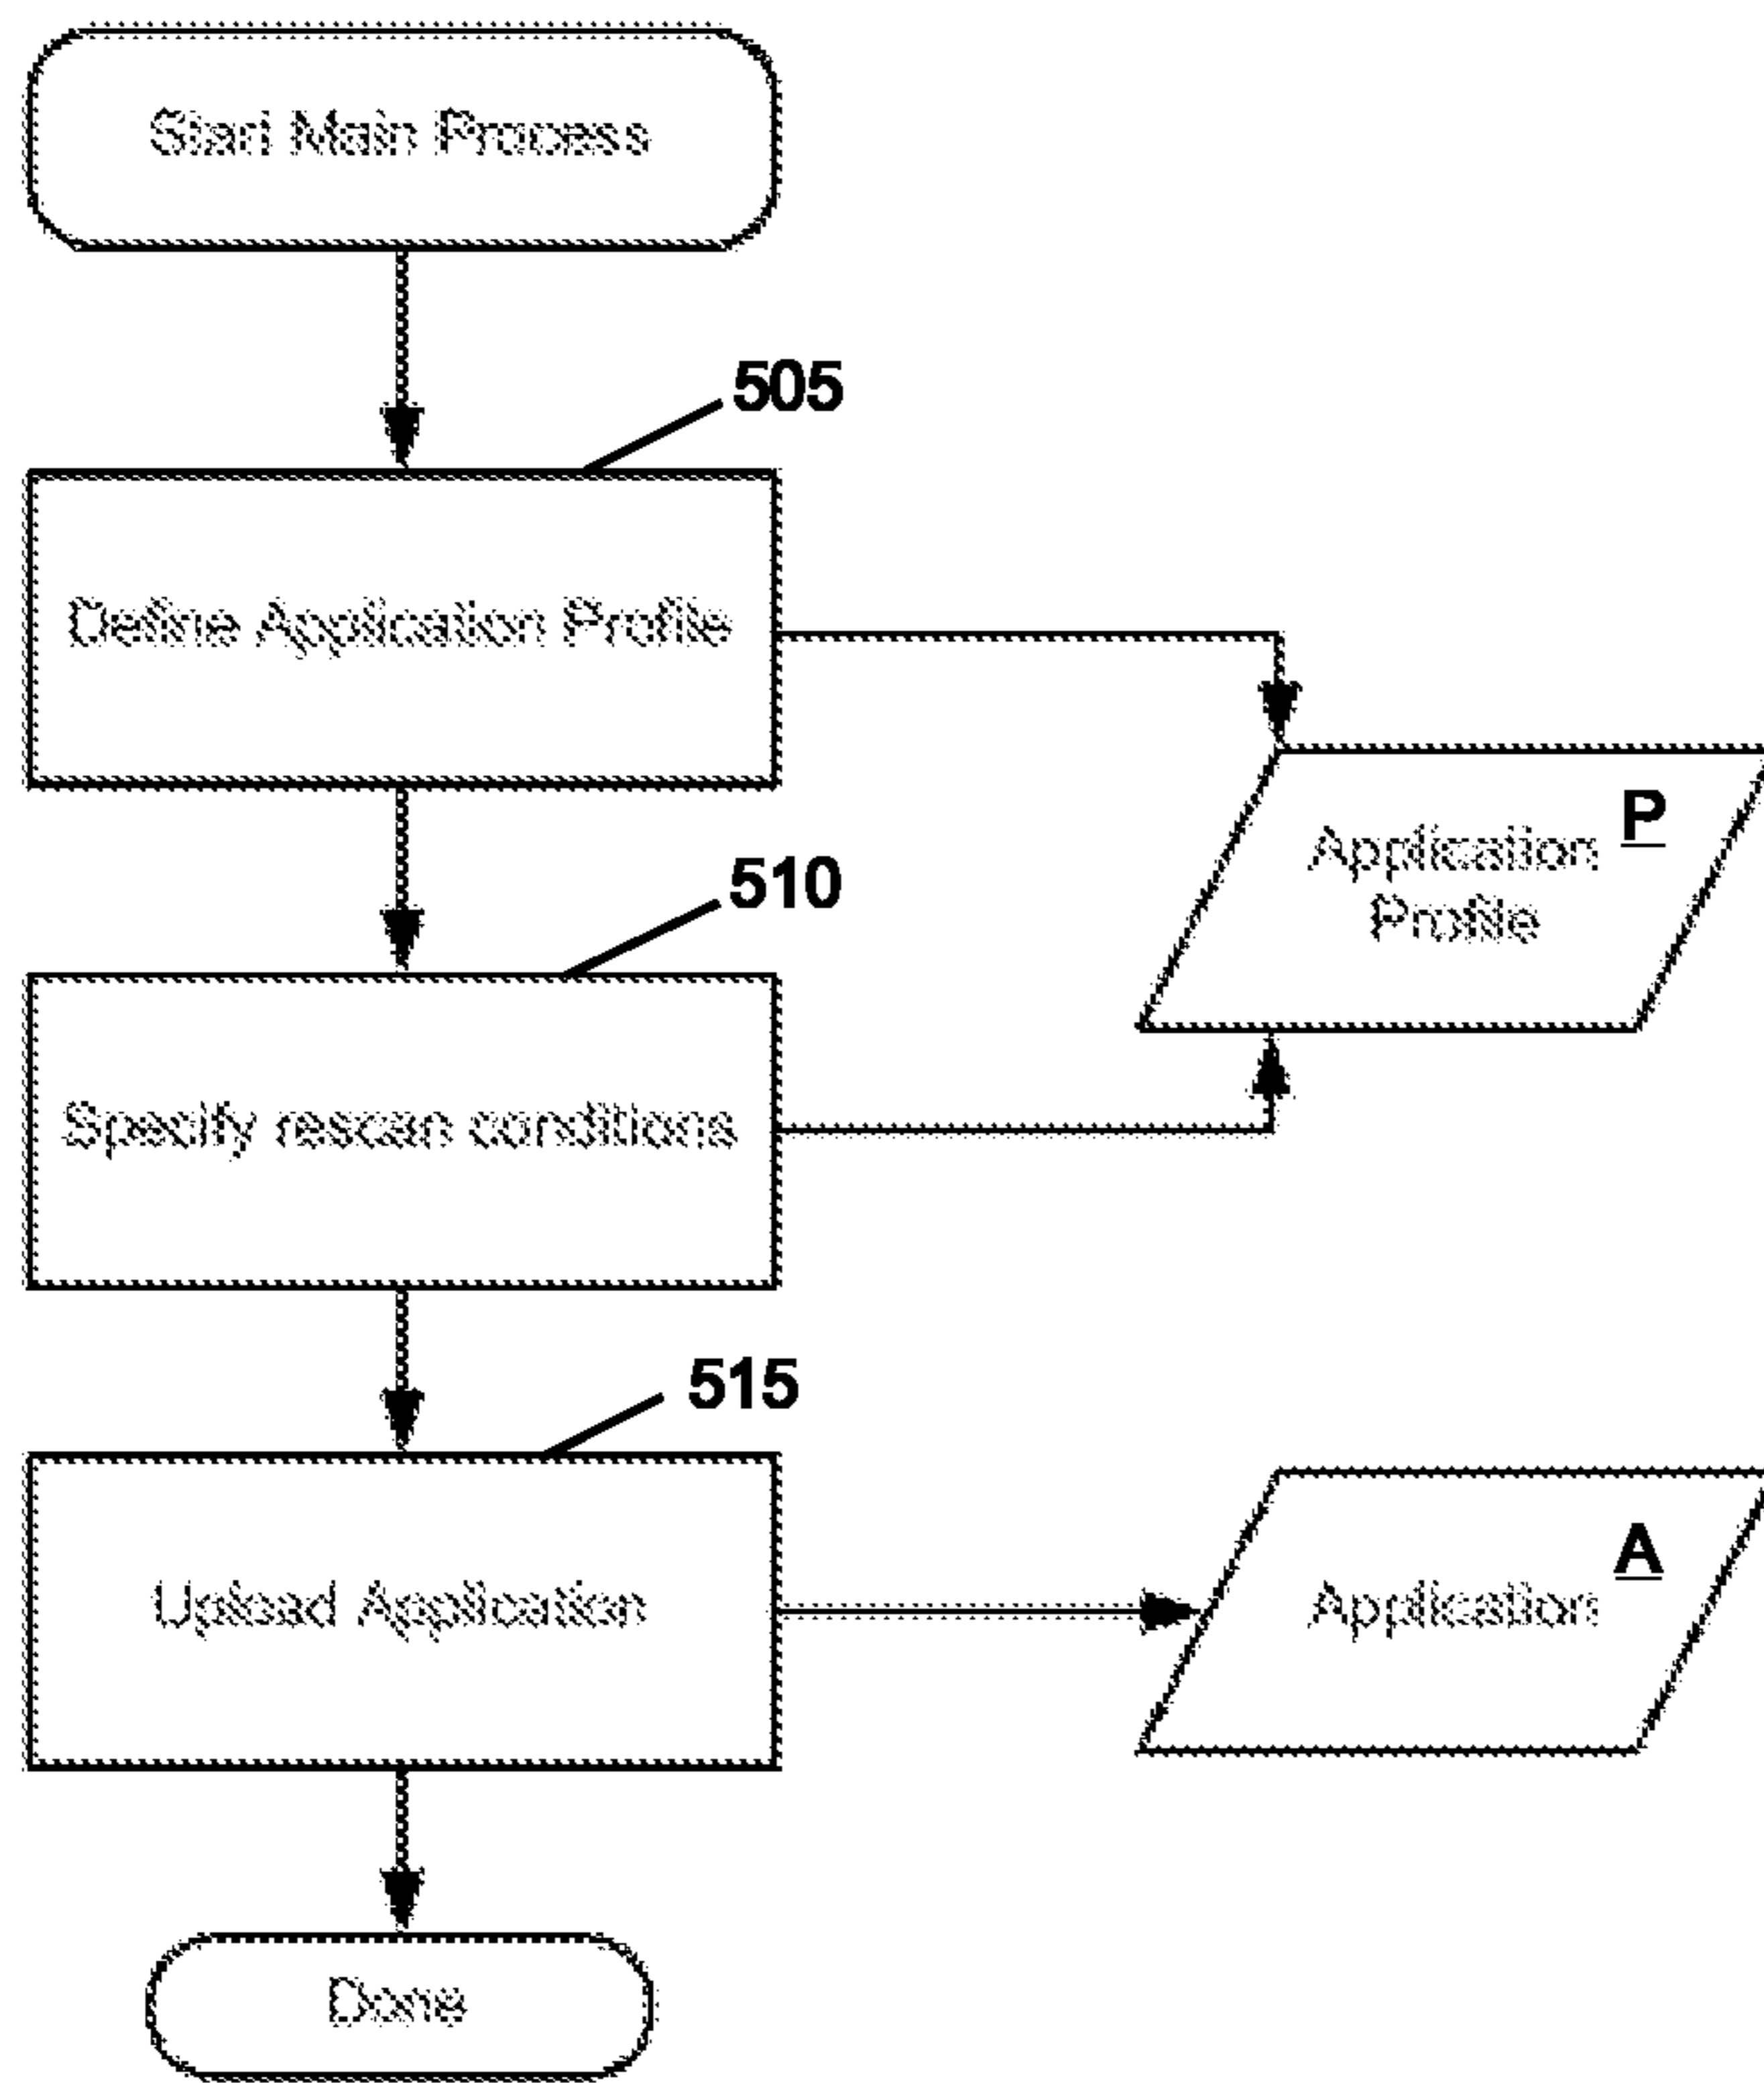 Start Main Process
505
Define Application Profile
P
Application
Profile
510
Specify rescan conditions
515
Upload Application
A
Application
Done